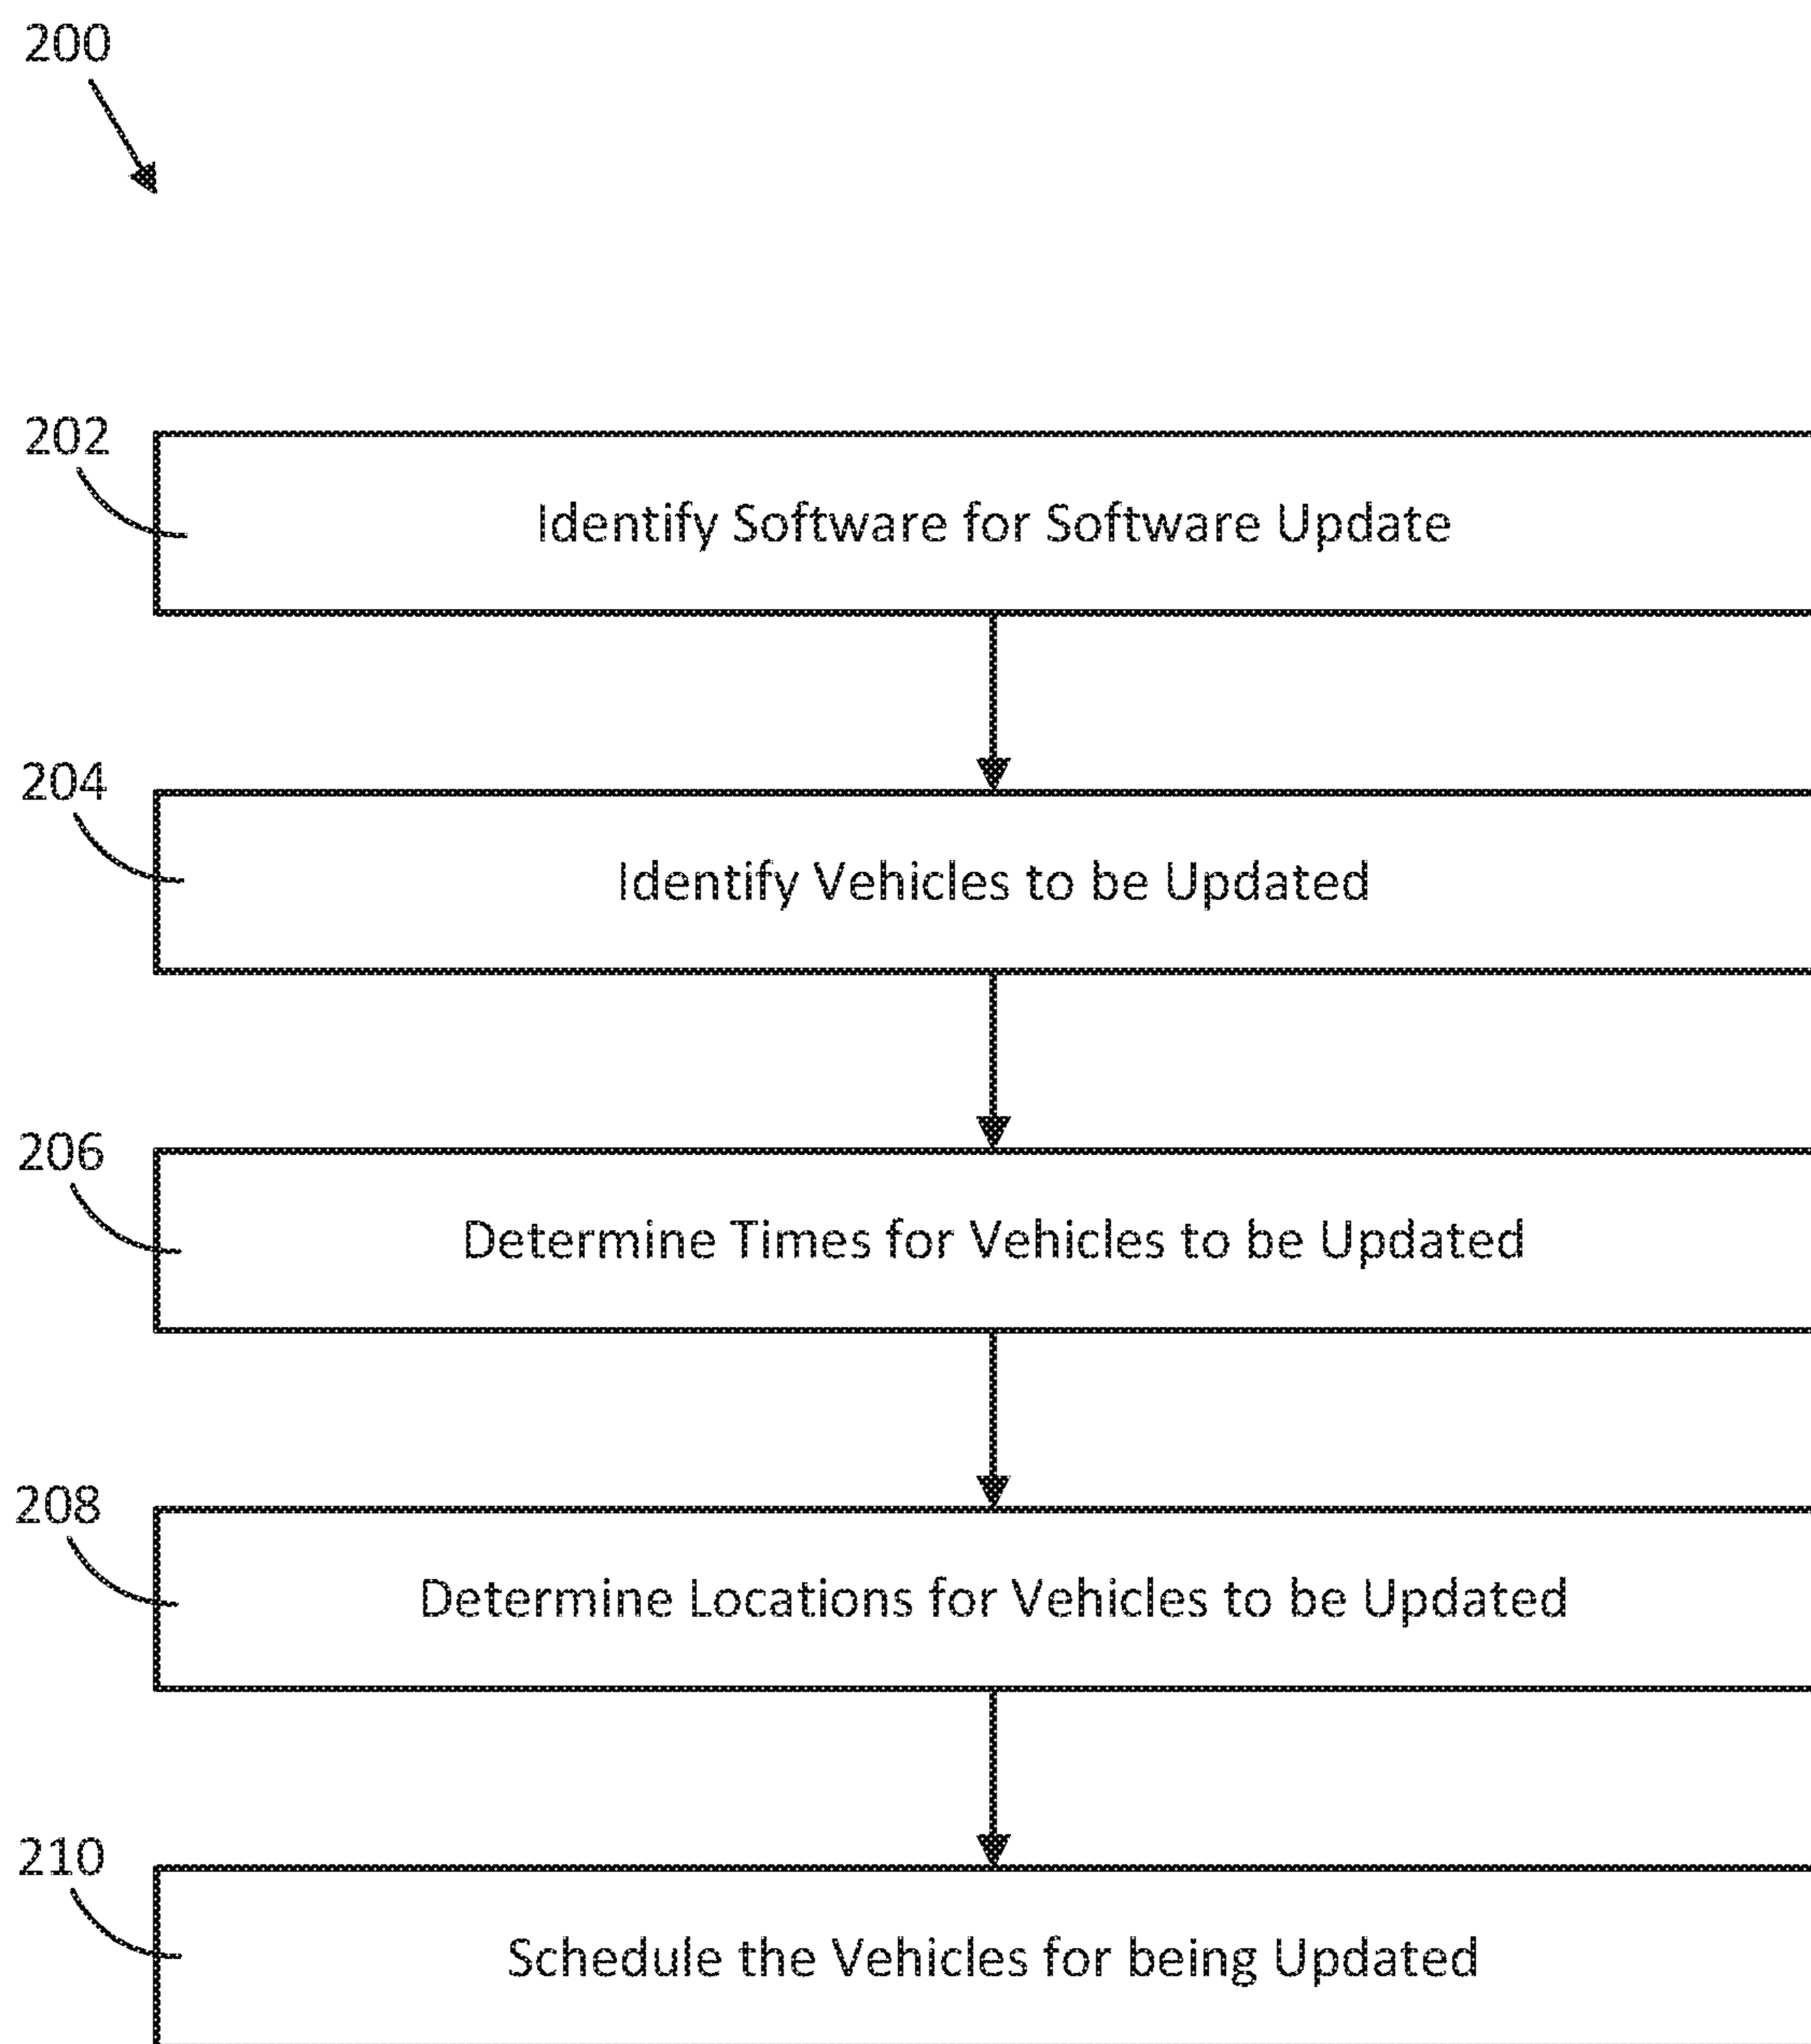 200
202
Identify Software for Software Update
204
Identify Vehicles to be Updated
206
Determine Times for Vehicles to be Updated
208
Determine Locations for Vehicles to be Updated
210
Schedule the Vehicles for being Updated